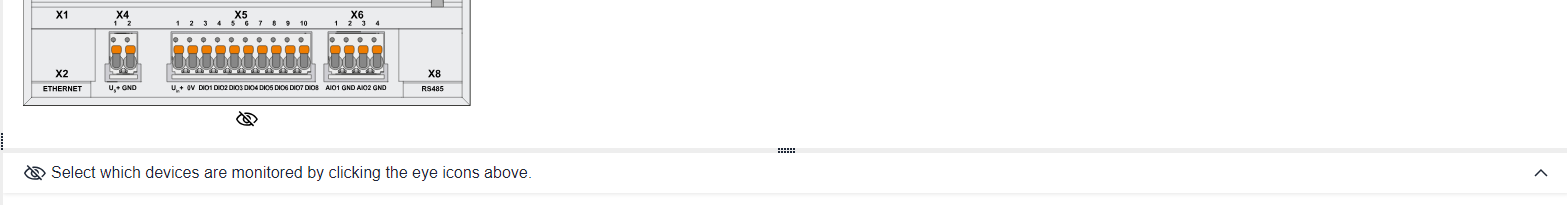 X1 X4 X5 X6
1 2 1 2 3 4 5 6 7 8 9 10 1 2 3 4
X2 X8
ETHERNET Us+ GND Uin+ 0V DIO1 DIO2 DIO3 DIO4 DIO5 DIO6 DIO7 DIO8 AIO1 GND AIO2 GND RS485
Select which devices are monitored by clicking the eye icons above.